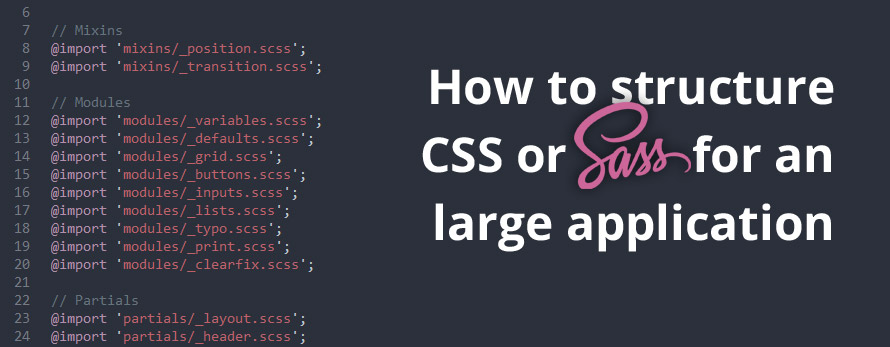 6
7 // Mixins
8 @import 'mixins/_position.scss';
9 @import 'mixins/_transition.scss';
10
11 // Modules
12 @import 'modules/_variables.scss';
13 @import 'modules/_defaults.scss';
14 @import 'modules/_grid.scss';
15 @import 'modules/_buttons.scss';
16 @import 'modules/_inputs.scss';
17 @import 'modules/_lists.scss';
18 @import 'modules/_typo.scss';
19 @import 'modules/_print.scss';
20 @import 'modules/_clearfix.scss';
21
22 // Partials
23 @import 'partials/_layout.scss';
24 @import 'partials/_header.scss';
How to structure
CSS or Sass for an
large application